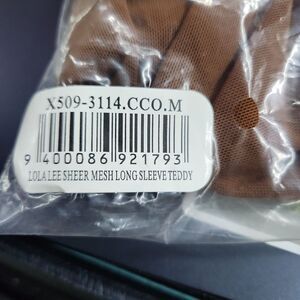 X509-3114.CCO.M
9 400086 921793
LOLA LEE SHEER MESH LONG SLEEVE TEDDY